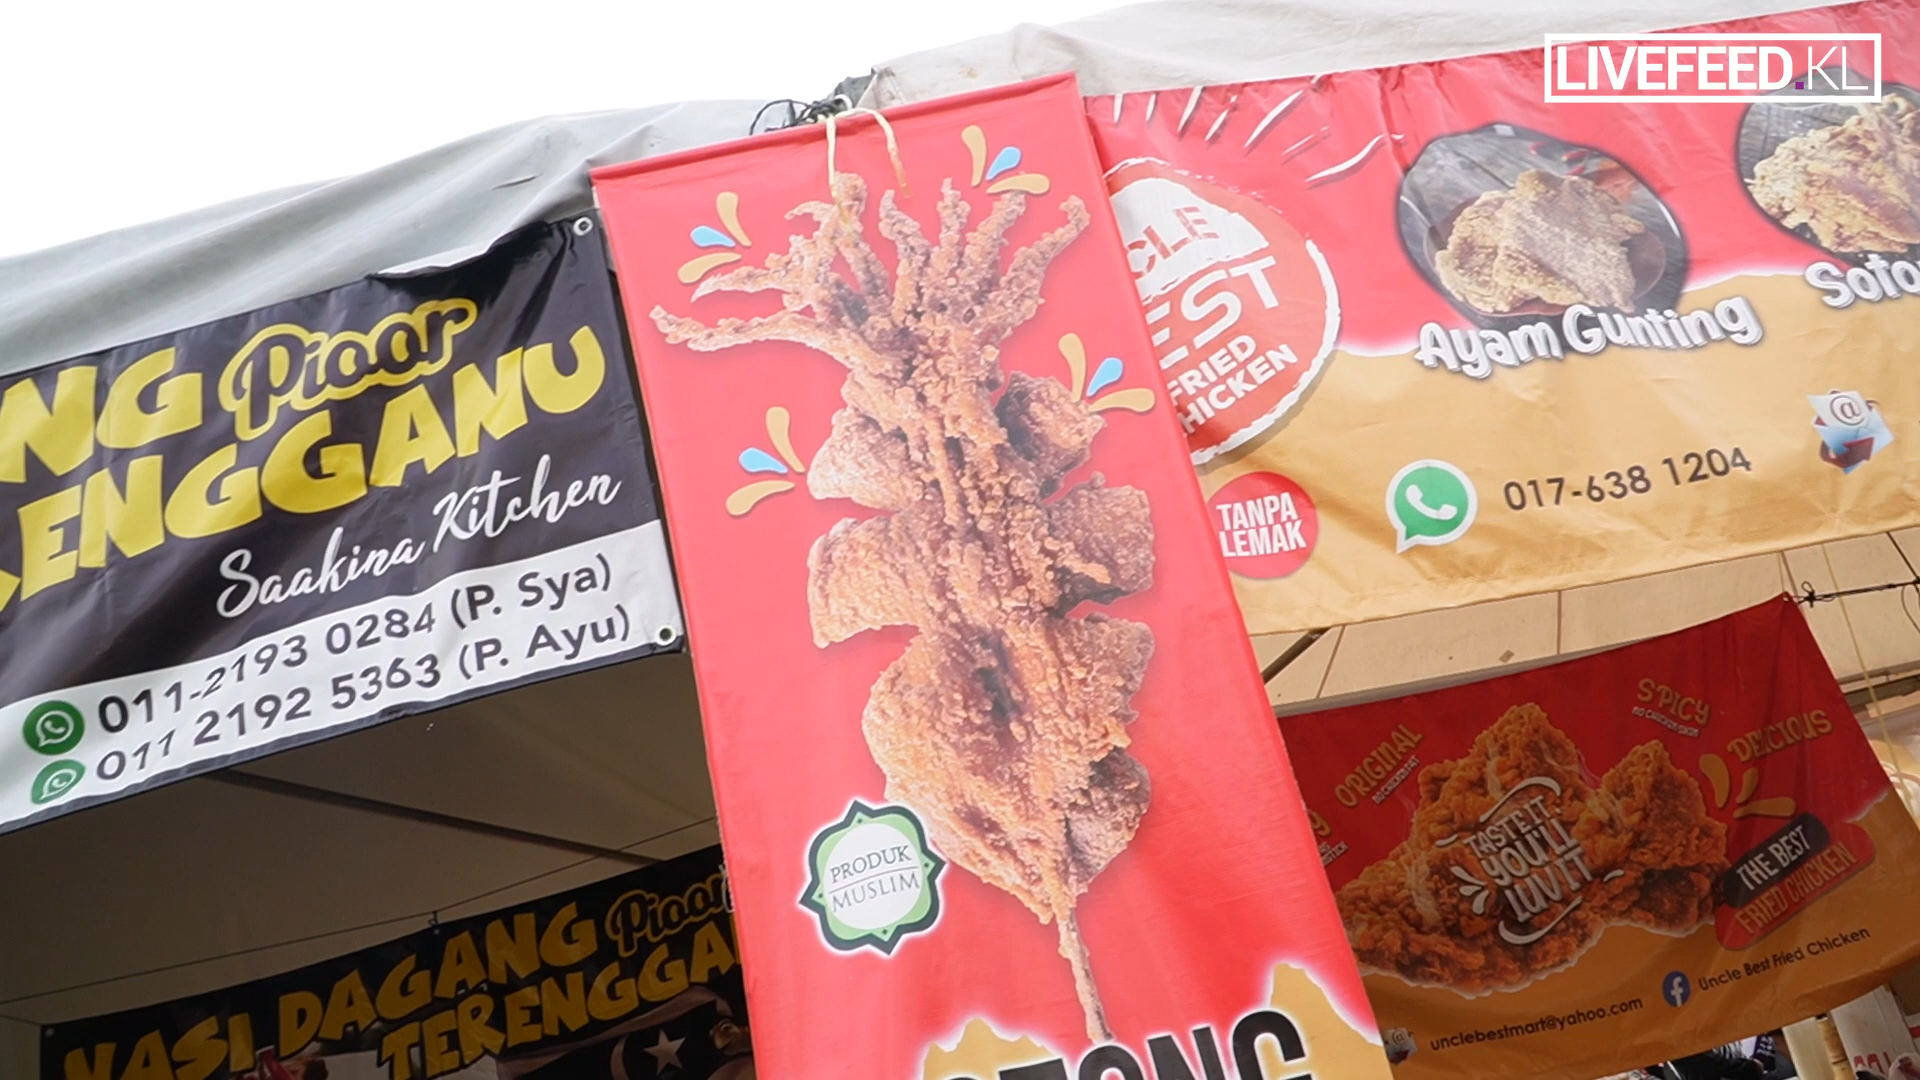 LIVEFEED.KL
NG Pioor
ENGGANU
Saakina Kitchen
011-2193 0284 (P. Sya)
011 2192 5363 (P. Ayu)
NASI DAGANG Pioor
TERENGGA
PRODUK
MUSLIM
TONG
CLE
EST
FRIED
HICKEN
TANPA
LEMAK
Ayam Gunting
Soto
017-638 1204
ORIGINAL
SPICY
DELICIOUS
TASTE IT
YOU'LL
LUV IT
THE BEST
FRIED CHICKEN
Uncle Best Fried Chicken
unclebestmart@yahoo.com